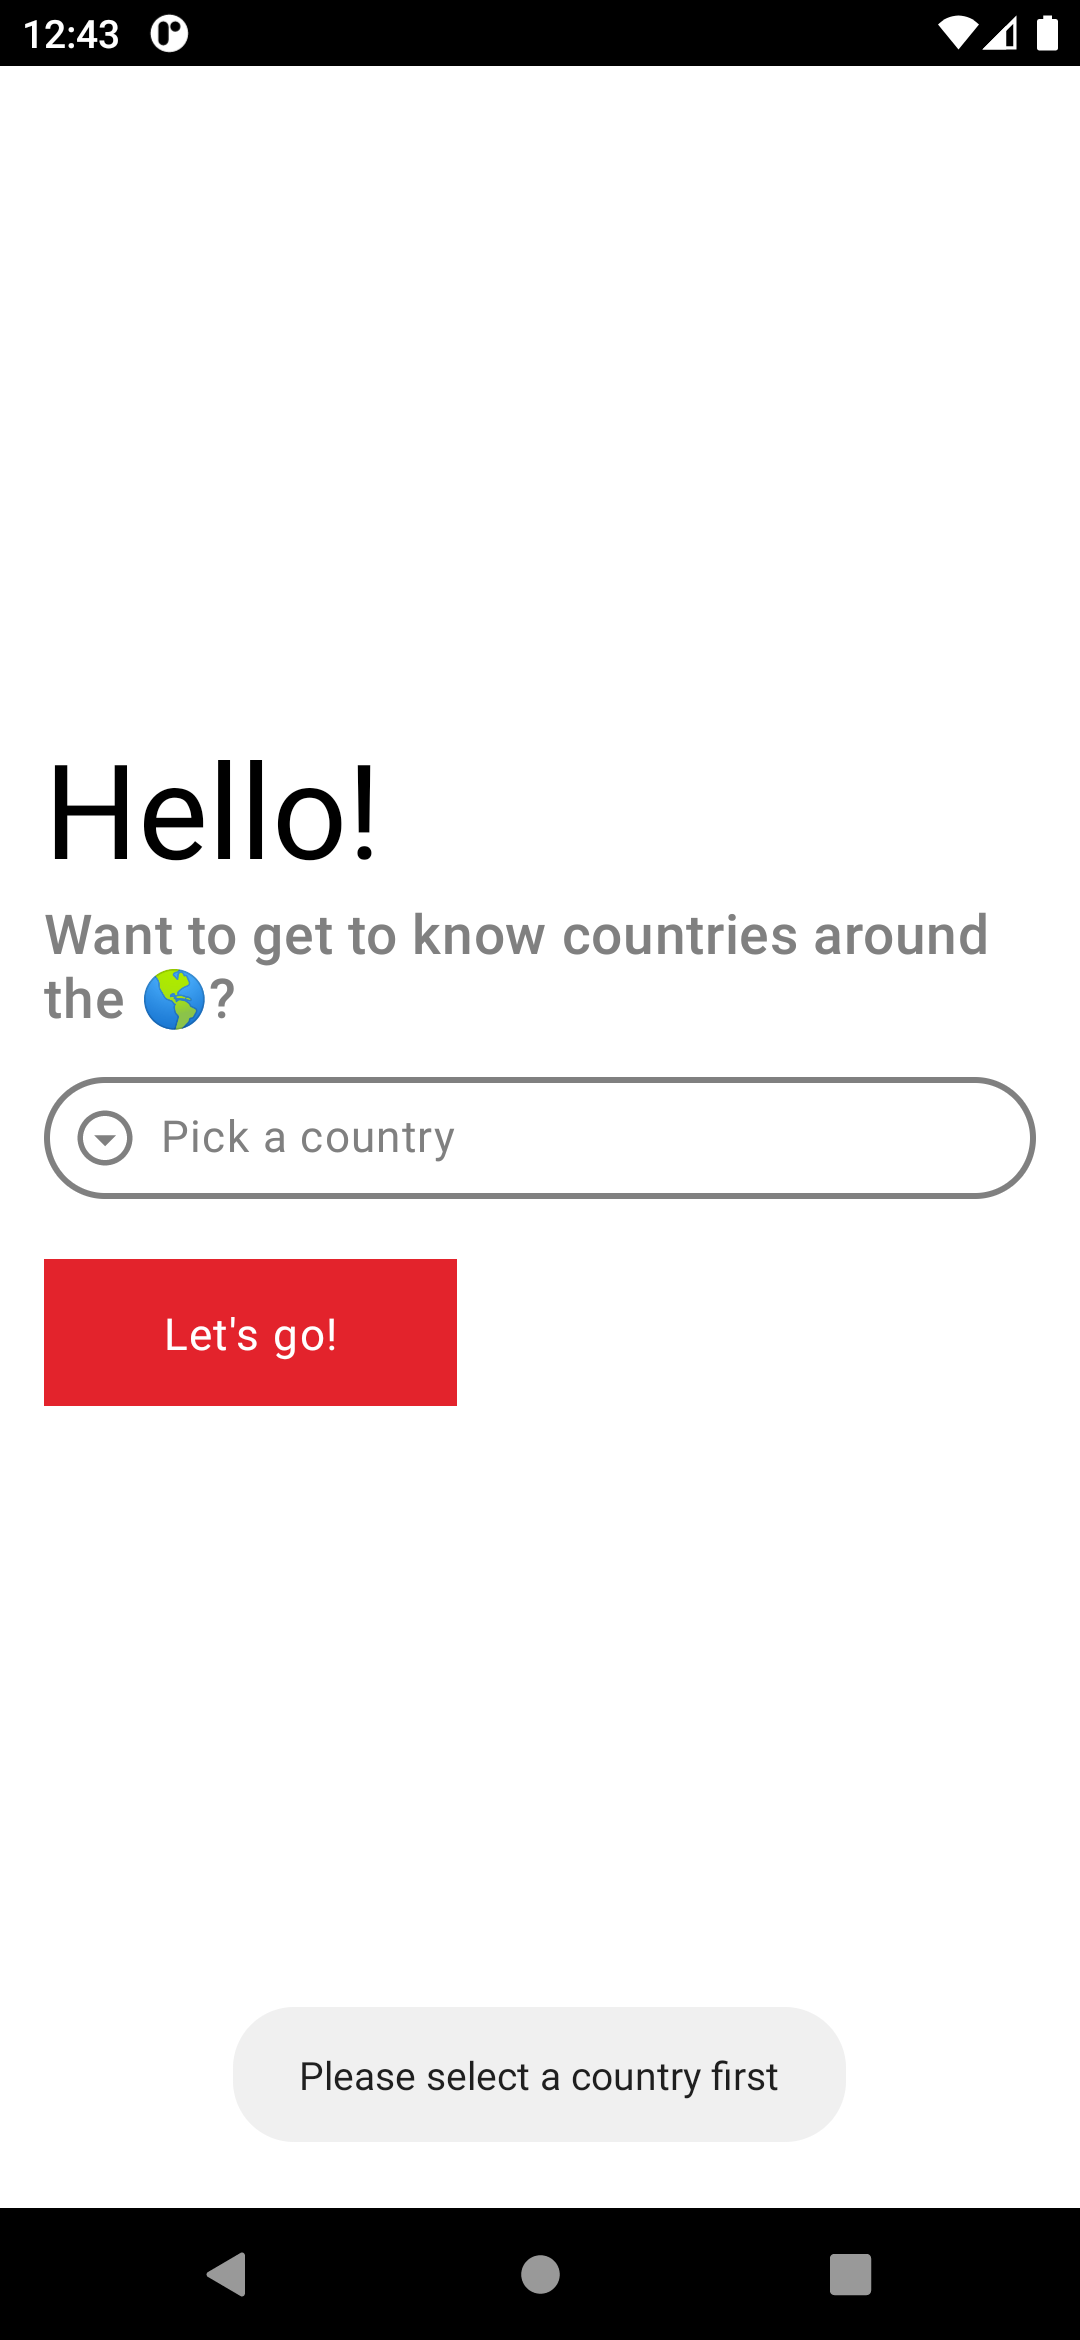 12:43
Hello!
Want to get to know countries around
the 🌎?
Pick a country
Let's go!
Please select a country first